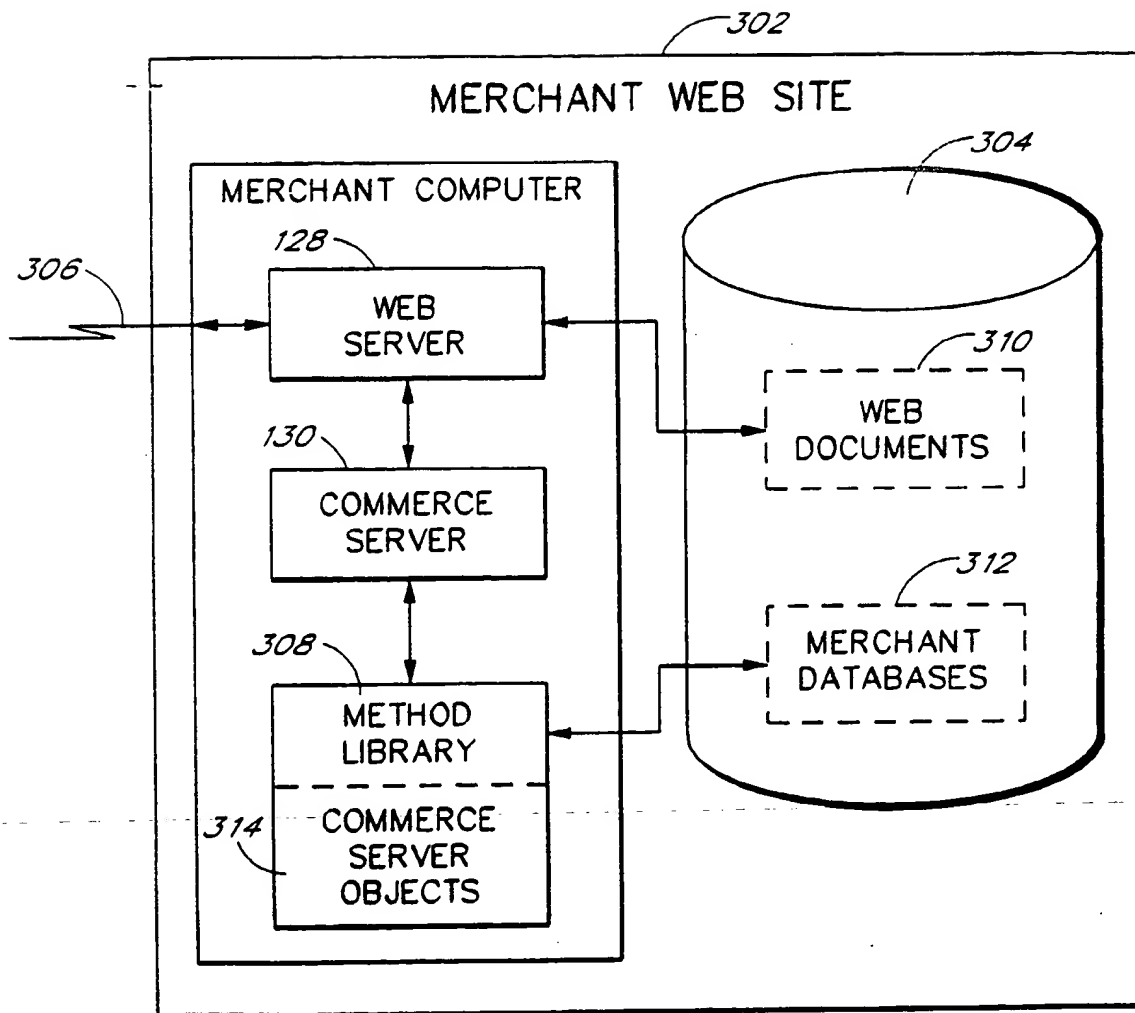 302
MERCHANT WEB SITE
304
MERCHANT COMPUTER
128
306
WEB
SERVER
310
WEB
DOCUMENTS
130
COMMERCE
SERVER
312
MERCHANT
DATABASES
308
METHOD
LIBRARY
314
COMMERCE
SERVER
OBJECTS